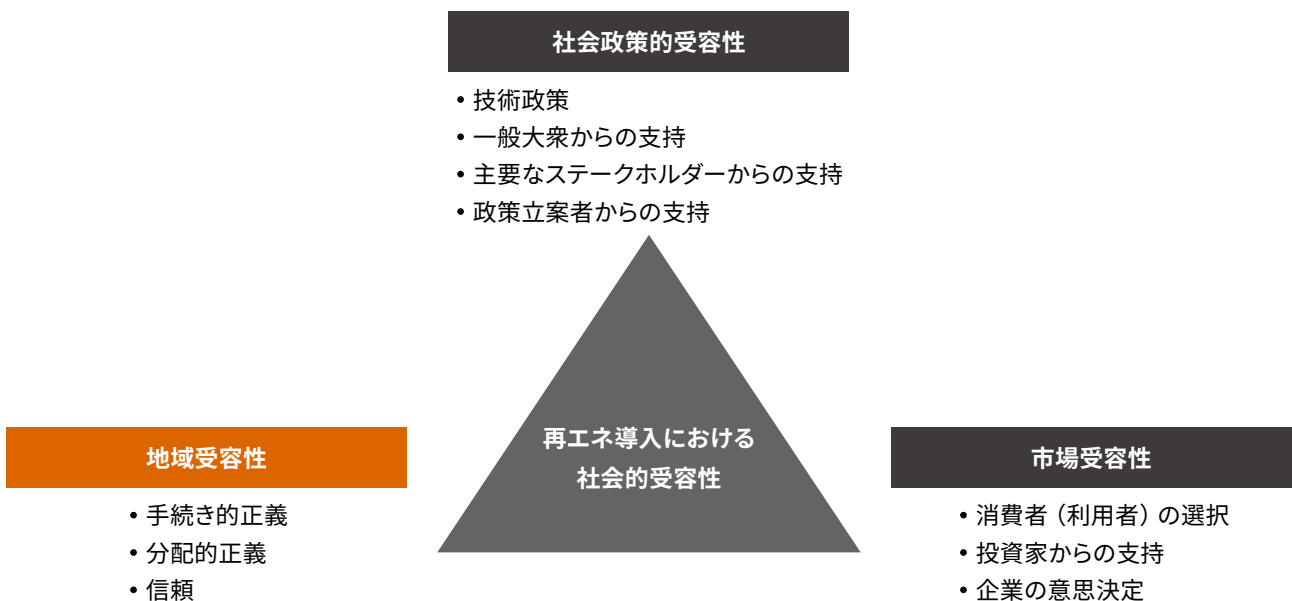 社会政策的受容性
• 技術政策
• 一般大衆からの支持
• 主要なステークホルダーからの支持
• 政策立案者からの支持
再エネ導入における
社会的受容性
地域受容性
• 手続き的正義
• 分配的正義
• 信頼
市場受容性
• 消費者（利用者）の選択
• 投資家からの支持
• 企業の意思決定